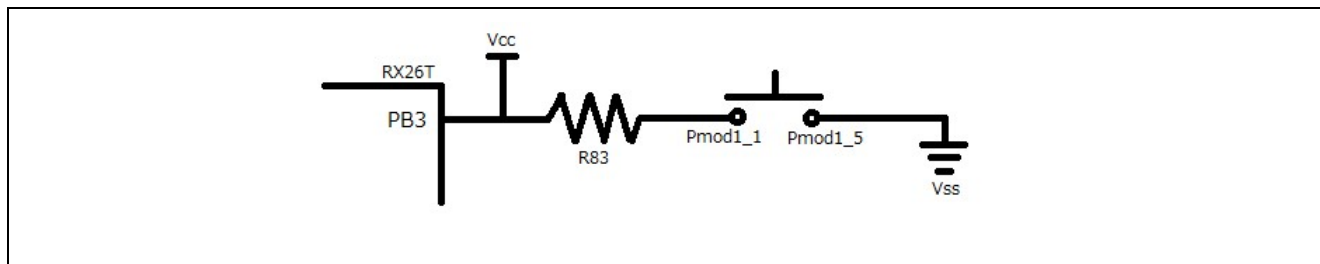 Vcc
RX26T
PB3
R83
Pmod1_1
Pmod1_5
Vss